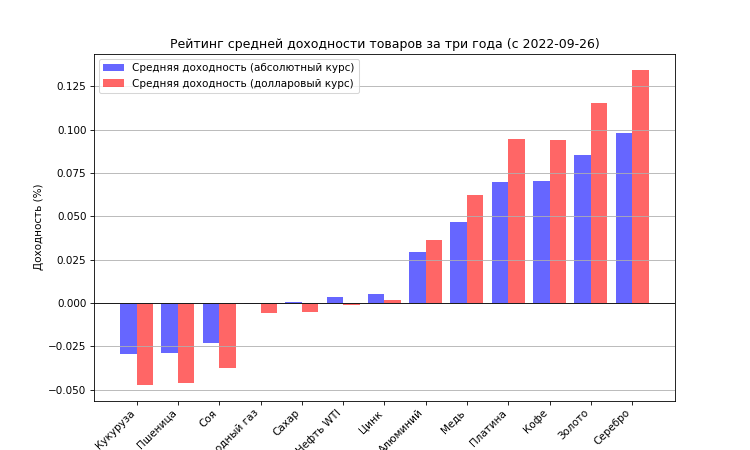 Рейтинг средней доходности товаров за три года (с 2022-09-26)
Средняя доходность (абсолютный курс)
Средняя доходность (долларовый курс)
Доходность (%)
0.125
0.100
0.075
0.050
0.025
0.000
−0.025
−0.050
Кукуруза
Пшеница
Соя
одный газ
Сахар
Нефть WTI
Цинк
Алюминий
Медь
Платина
Кофе
Золото
Серебро